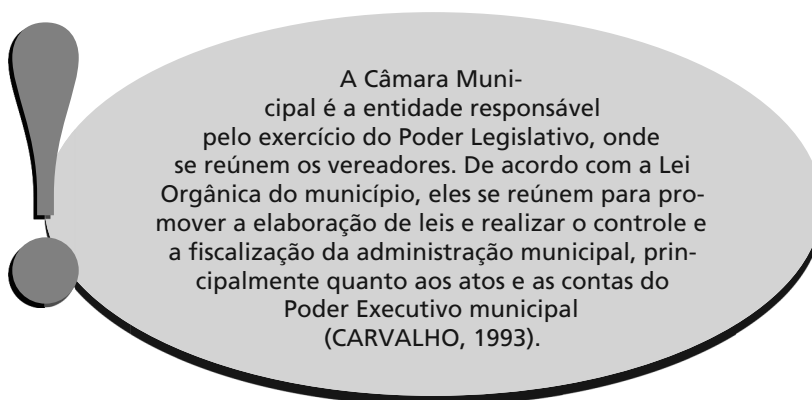 A Câmara Muni-
cipal é a entidade responsável
pelo exercício do Poder Legislativo, onde
se reúnem os vereadores. De acordo com a Lei
Orgânica do município, eles se reúnem para pro-
mover a elaboração de leis e realizar o controle e
a fiscalização da administração municipal, prin-
cipalmente quanto aos atos e as contas do
Poder Executivo municipal
(CARVALHO, 1993).